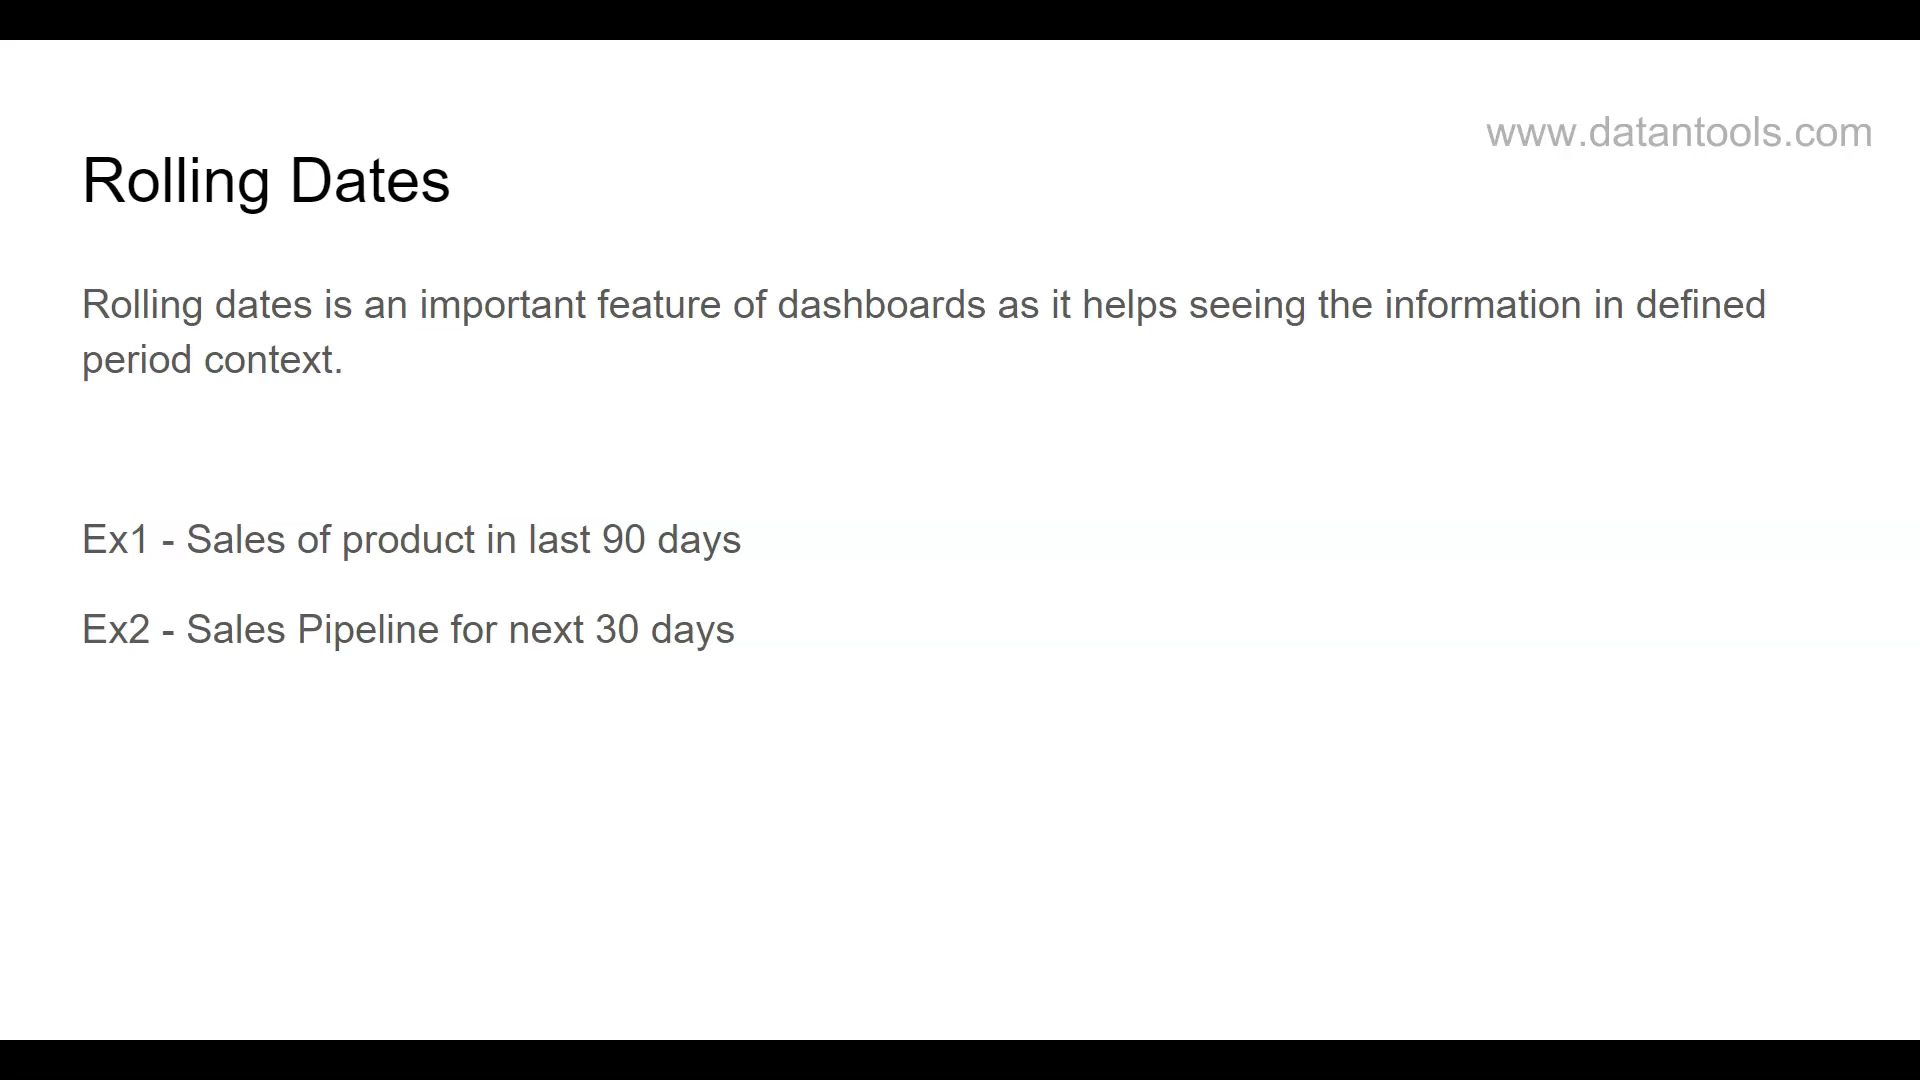 www.datantools.com
Rolling Dates
Rolling dates is an important feature of dashboards as it helps seeing the information in defined
period context.
Ex1 - Sales of product in last 90 days
Ex2 - Sales Pipeline for next 30 days